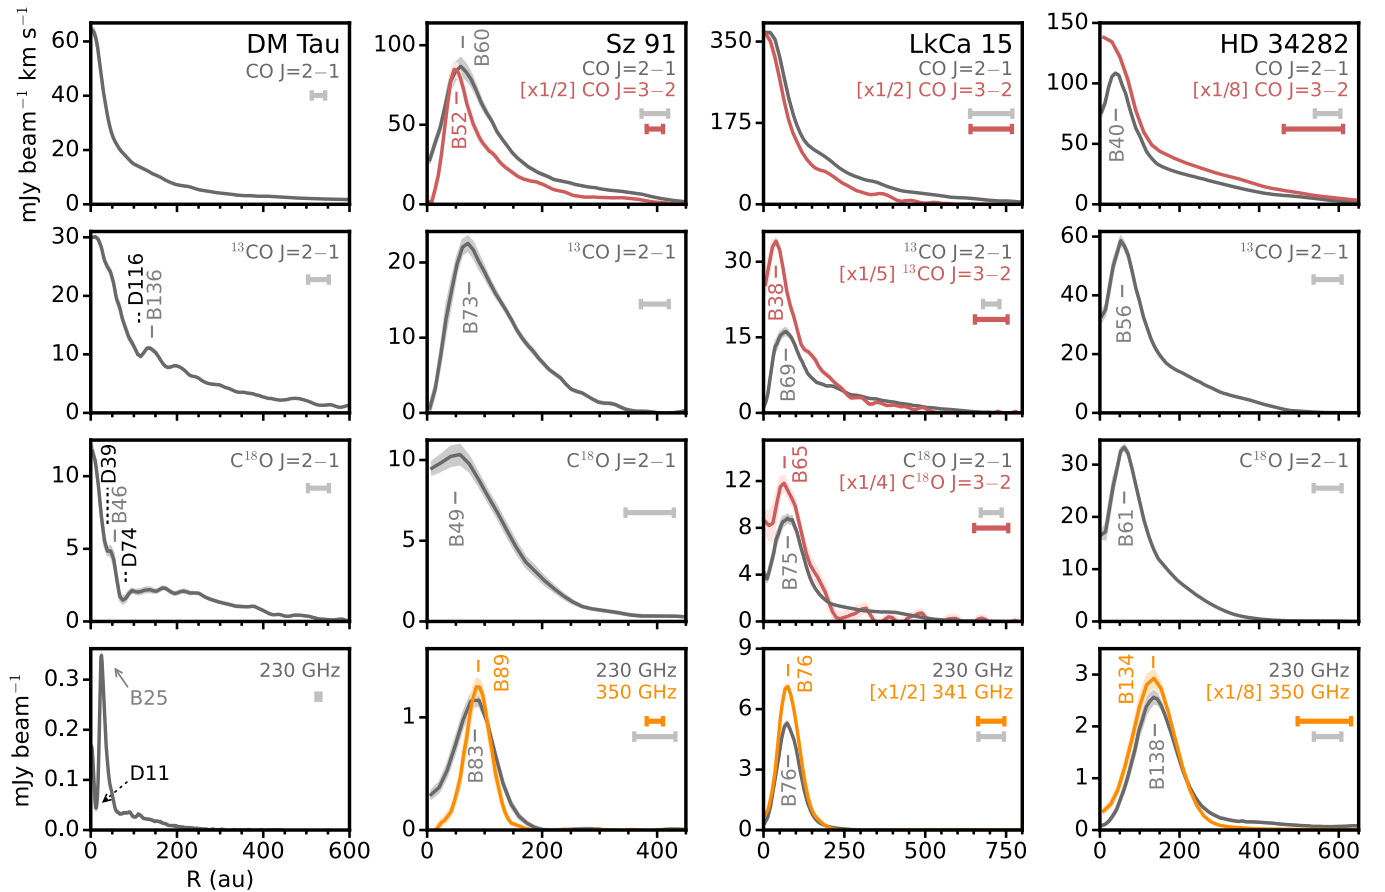 DM Tau
CO J=2−1
60
40
20
0
mJy beam⁻¹ km s⁻¹
Sz 91
CO J=2−1
[x1/2] CO J=3−2
B60
B52
100
50
0
LkCa 15
CO J=2−1
[x1/2] CO J=3−2
350
175
0
HD 34282
CO J=2−1
[x1/8] CO J=3−2
B40
150
100
50
0
¹³CO J=2−1
D116
B136
30
20
10
0
¹³CO J=2−1
B73
20
10
0
¹³CO J=2−1
[x1/5] ¹³CO J=3−2
B38
B69
30
15
0
¹³CO J=2−1
B56
60
40
20
0
C¹⁸O J=2−1
D39
B46
D74
10
5
0
C¹⁸O J=2−1
B49
10
5
0
C¹⁸O J=2−1
[x1/4] C¹⁸O J=3−2
B65
B75
12
8
4
0
C¹⁸O J=2−1
B61
30
20
10
0
230 GHz
B25
D11
0.3
0.2
0.1
0.0
mJy beam⁻¹
0 200 400 600
R (au)
230 GHz
350 GHz
B89
B83
1
0
0 200 400
230 GHz
[x1/2] 341 GHz
B76
B76
9
6
3
0
0 250 500 750
230 GHz
[x1/8] 350 GHz
B134
B138
3
2
1
0
0 200 400 600